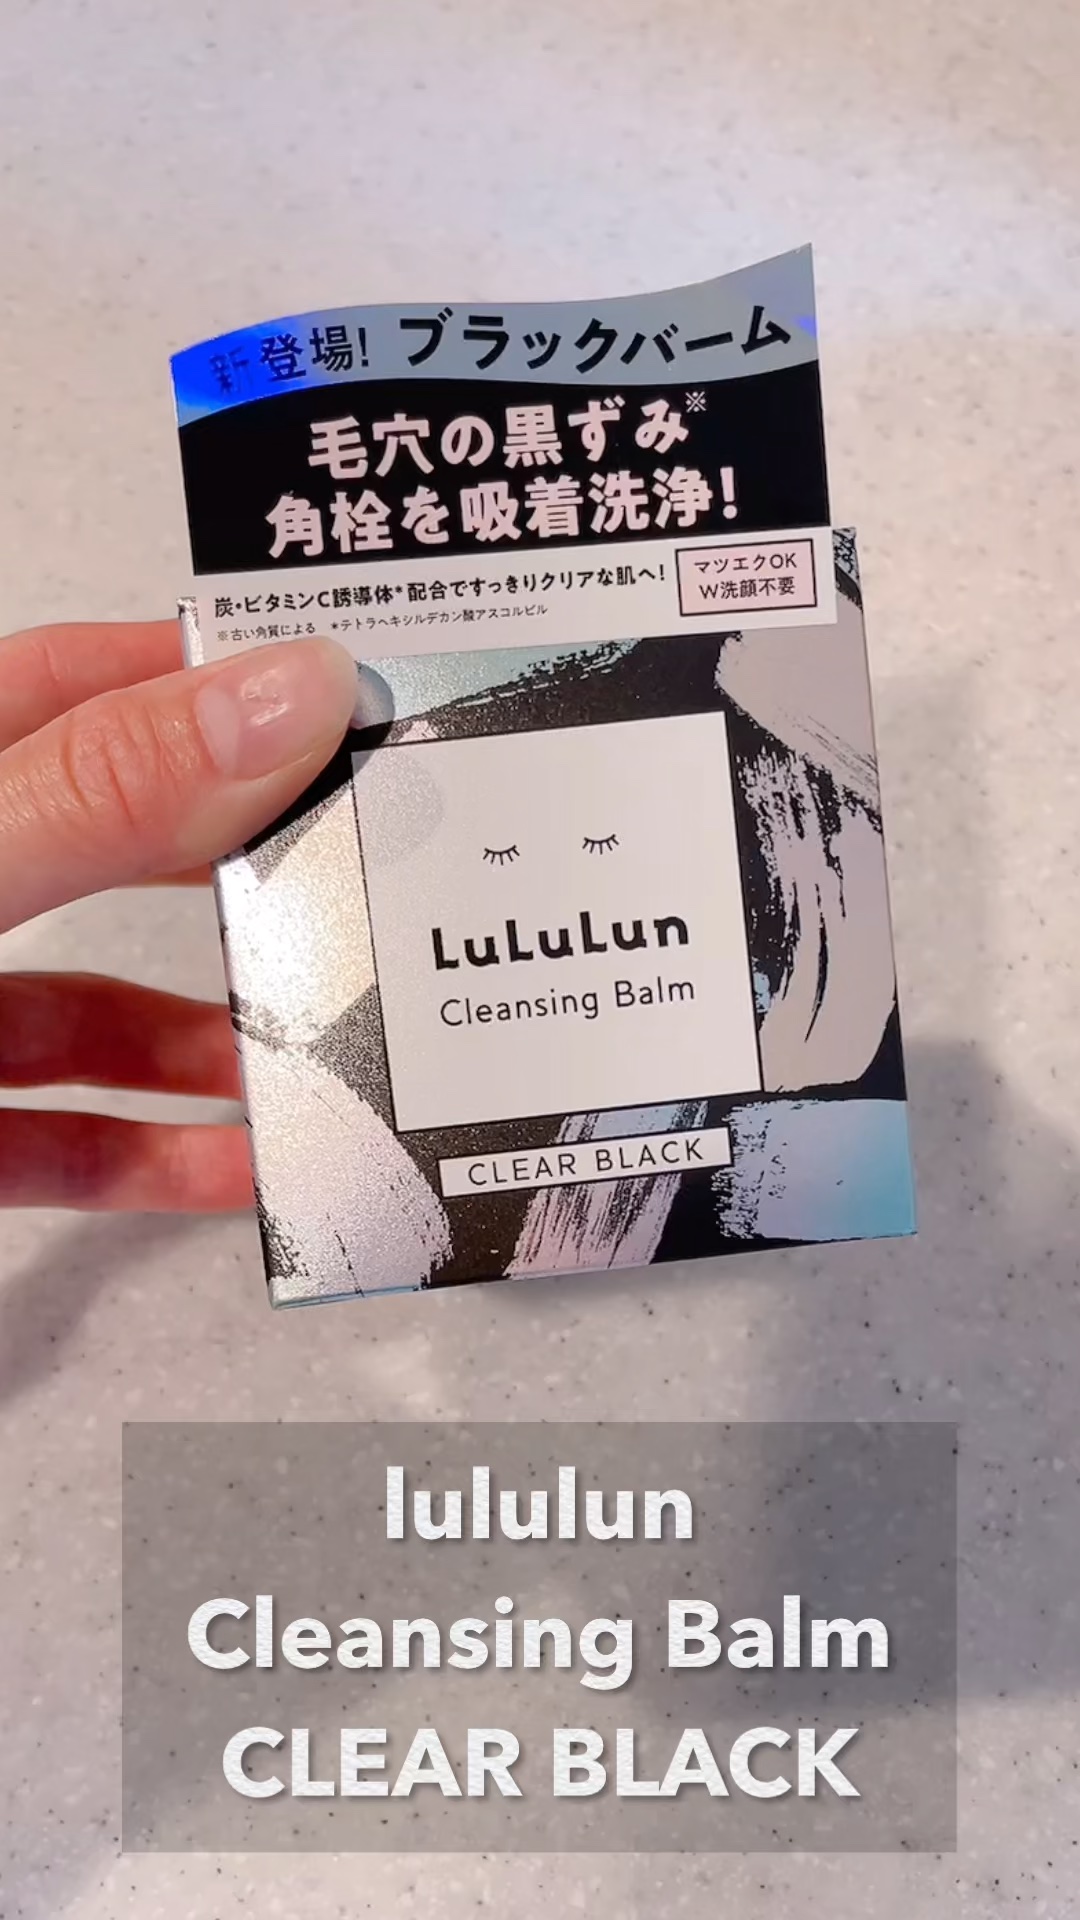 新登場! ブラックバーム
毛穴の黒ずみ※
角栓を吸着洗浄!
炭・ビタミンC誘導体*配合ですっきりクリアな肌へ!
マツエクOK
W洗顔不要
※古い角質による *テトラヘキシルデカン酸アスコルビル
LuLuLun
Cleansing Balm
CLEAR BLACK
lululun
Cleansing Balm
CLEAR BLACK